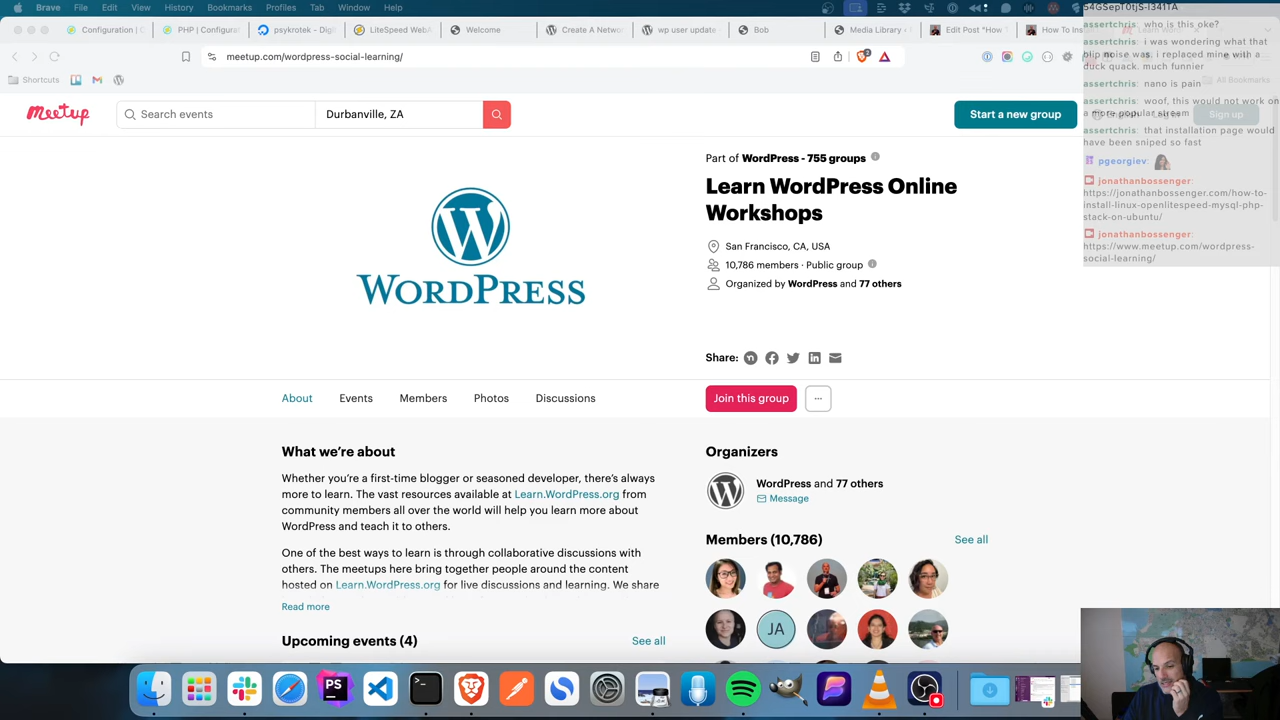 Brave File Edit View History Bookmarks Profiles Tab Window Help
54GSepT01jS-I341TA
Configuration | C
PHP | Configurat
psykrotek – Digi
LiteSpeed WebA
Welcome
Create A Netwo
wp user update
Bob
Media Library ‹
Edit Post "How
How To Ins
meetup.com/wordpress-social-learning/
Shortcuts
All Bookmarks
assertchris: who is this oke?
assertchris: i was wondering what that
blip noise was. i replaced mine with a
duck quack. much funnier
assertchris: nano is pain
assertchris: woof, this would not work on
a more popular stream
assertchris: that installation page would
have been sniped so fast
pgeorgiev:
jonathanbossenger:
https://jonathanbossenger.com/how-to-
install-linux-openlitespeed-mysql-php-
stack-on-ubuntu/
jonathanbossenger:
https://www.meetup.com/wordpress-
social-learning/
Meetup
Search events
Durbanville, ZA
Start a new group
Sign up
WORDPRESS
Part of WordPress - 755 groups
Learn WordPress Online
Workshops
San Francisco, CA, USA
10,786 members · Public group
Organized by WordPress and 77 others
Share:
About
Events
Members
Photos
Discussions
Join this group
...
What we're about
Whether you're a first-time blogger or seasoned developer, there's always
more to learn. The vast resources available at Learn.WordPress.org from
community members all over the world will help you learn more about
WordPress and teach it to others.
One of the best ways to learn is through collaborative discussions with
others. The meetups here bring together people around the content
hosted on Learn.WordPress.org for live discussions and learning. We share
Read more
Upcoming events (4)
See all
Organizers
WordPress and 77 others
Message
Members (10,786)
See all
JA
PS